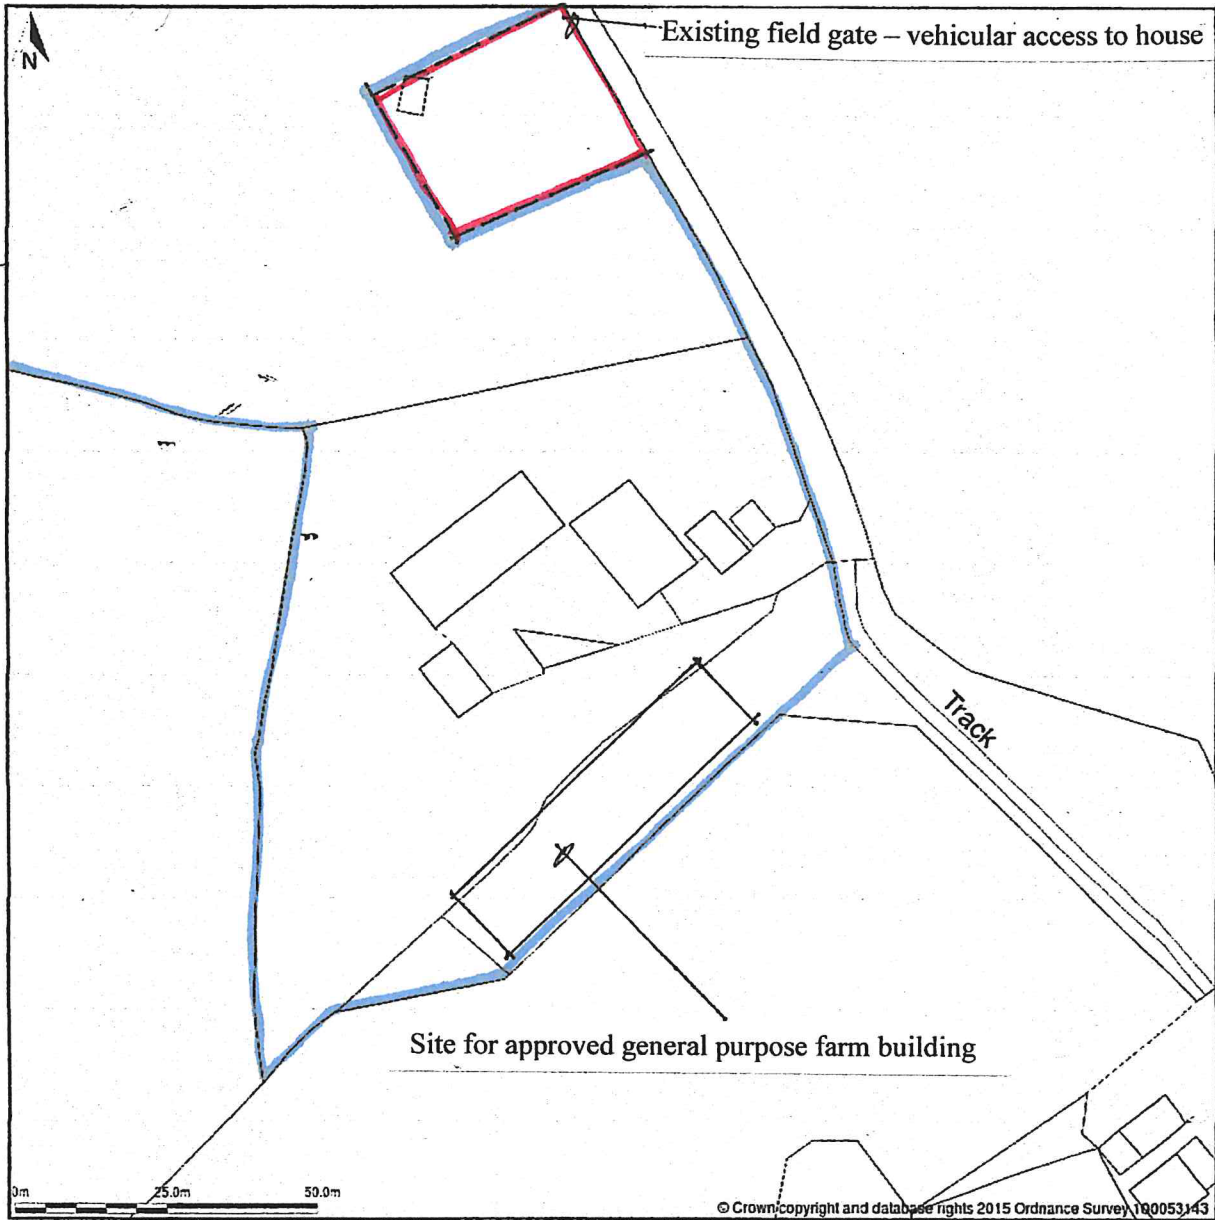 N
Existing field gate – vehicular access to house
Track
Site for approved general purpose farm building
0m 25.0m 50.0m
© Crown copyright and database rights 2015 Ordnance Survey 100053143